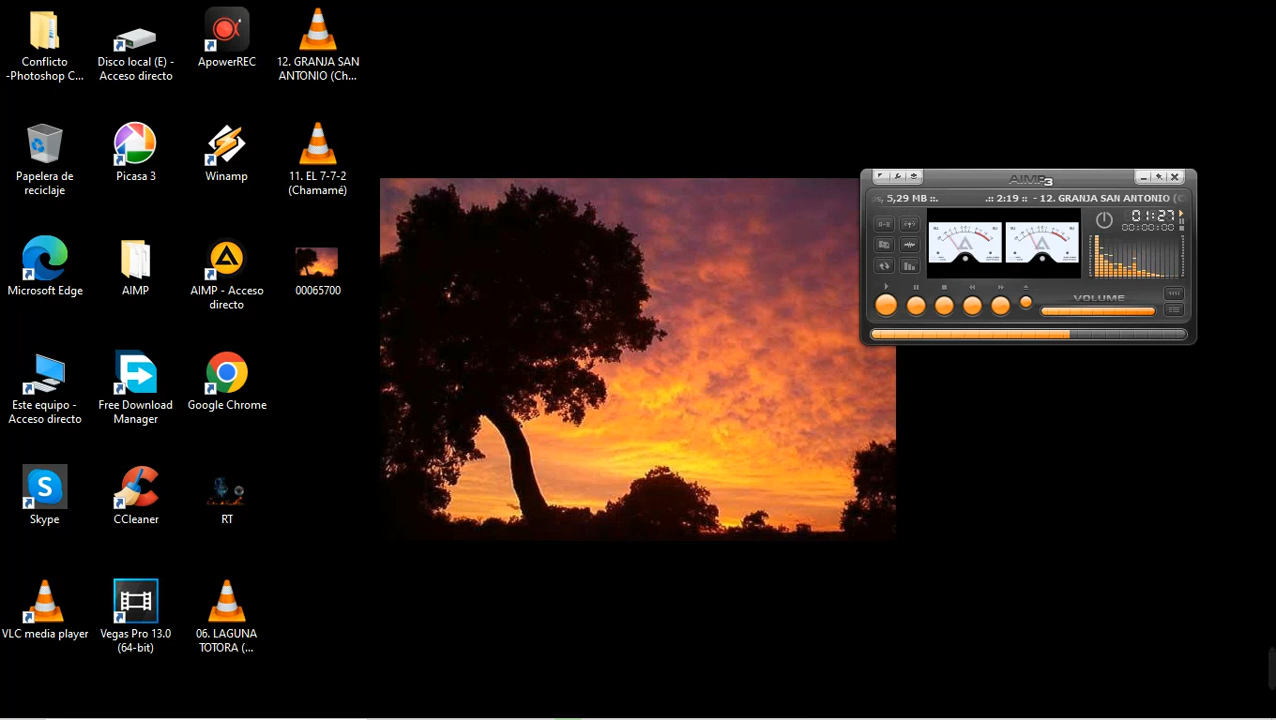 Conflicto
-Photoshop C...
Disco local (E) -
Acceso directo
ApowerREC
12. GRANJA SAN
ANTONIO (Ch...
Papelera de
reciclaje
Picasa 3
Winamp
11. EL 7-7-2
(Chamamé)
Microsoft Edge
AIMP
AIMP - Acceso
directo
00065700
Este equipo -
Acceso directo
Free Download
Manager
Google Chrome
Skype
CCleaner
RT
VLC media player
Vegas Pro 13.0
(64-bit)
06. LAGUNA
TOTORA (...
AIMP3
5,29 MB ::.
.:: 2:19 :: - 12. GRANJA SAN ANTONIO (
01:27
00:00:00
VOLUME